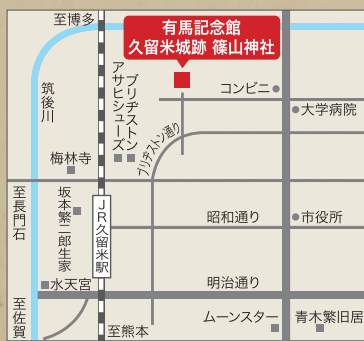 至博多
有馬記念館
久留米城跡 篠山神社
コンビニ
大学病院
筑後川
アサヒシューズ
ブリヂストン
ブリヂストン通り
梅林寺
至長門石
坂本繁二郎生家
JR久留米駅
昭和通り
市役所
水天宮
明治通り
至佐賀
至熊本
ムーンスター
青木繁旧居